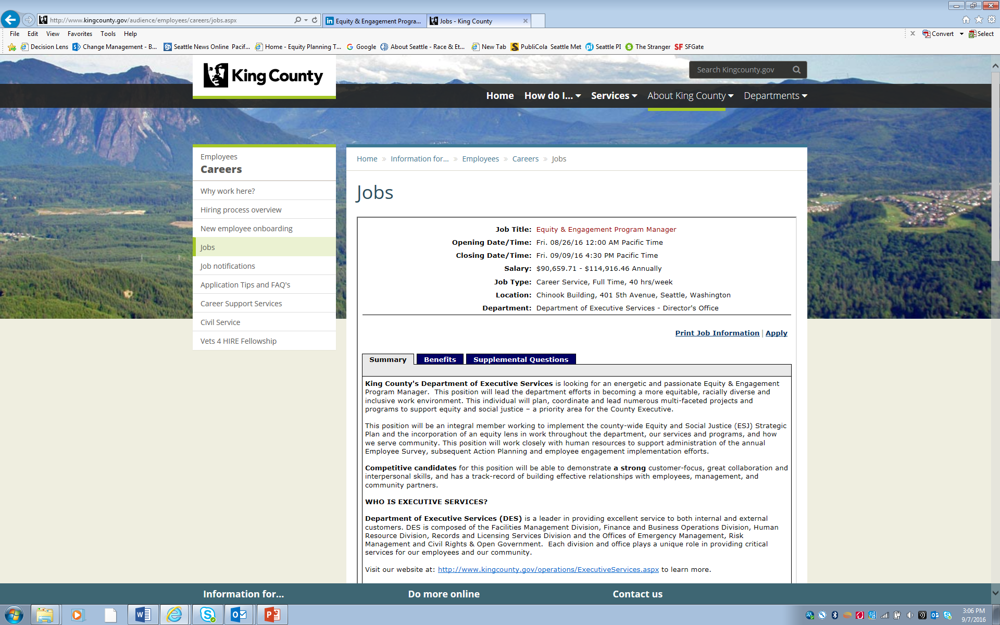 http://www.kingcounty.gov/audience/employees/careers/jobs.aspx
Equity & Engagement Progra...
Jobs - King County
File Edit View Favorites Tools Help
Convert Select
Decision Lens Change Management - B... Seattle News Online Pacif... Home - Equity Planning T... Google About Seattle - Race & Et... New Tab PubliCola Seattle Met Seattle PI The Stranger SFGate
King County
Search Kingcounty.gov
Home How do I... Services About King County Departments
Employees
Careers
Why work here?
Hiring process overview
New employee onboarding
Jobs
Job notifications
Application Tips and FAQ's
Career Support Services
Civil Service
Vets 4 HIRE Fellowship
Home » Information for... » Employees » Careers » Jobs
Jobs
Job Title: Equity & Engagement Program Manager
Opening Date/Time: Fri. 08/26/16 12:00 AM Pacific Time
Closing Date/Time: Fri. 09/09/16 4:30 PM Pacific Time
Salary: $90,659.71 - $114,916.46 Annually
Job Type: Career Service, Full Time, 40 hrs/week
Location: Chinook Building, 401 5th Avenue, Seattle, Washington
Department: Department of Executive Services - Director's Office
Print Job Information | Apply
Summary Benefits Supplemental Questions
King County's Department of Executive Services is looking for an energetic and passionate Equity & Engagement
Program Manager. This position will lead the department efforts in becoming a more equitable, racially diverse and
inclusive work environment. This individual will plan, coordinate and lead numerous multi-faceted projects and
programs to support equity and social justice – a priority area for the County Executive.
This position will be an integral member working to implement the county-wide Equity and Social Justice (ESJ) Strategic
Plan and the incorporation of an equity lens in work throughout the department, our services and programs, and how
we serve community. This position will work closely with human resources to support administration of the annual
Employee Survey, subsequent Action Planning and employee engagement implementation efforts.
Competitive candidates for this position will be able to demonstrate a strong customer-focus, great collaboration and
interpersonal skills, and has a track-record of building effective relationships with employees, management, and
community partners.
WHO IS EXECUTIVE SERVICES?
Department of Executive Services (DES) is a leader in providing excellent service to both internal and external
customers. DES is composed of the Facilities Management Division, Finance and Business Operations Division, Human
Resource Division, Records and Licensing Services Division and the Offices of Emergency Management, Risk
Management and Civil Rights & Open Government. Each division and office plays a unique role in providing critical
services for our employees and our community.
Visit our website at: http://www.kingcounty.gov/operations/ExecutiveServices.aspx to learn more.
Information for... Do more online Contact us
3:06 PM
9/7/2016